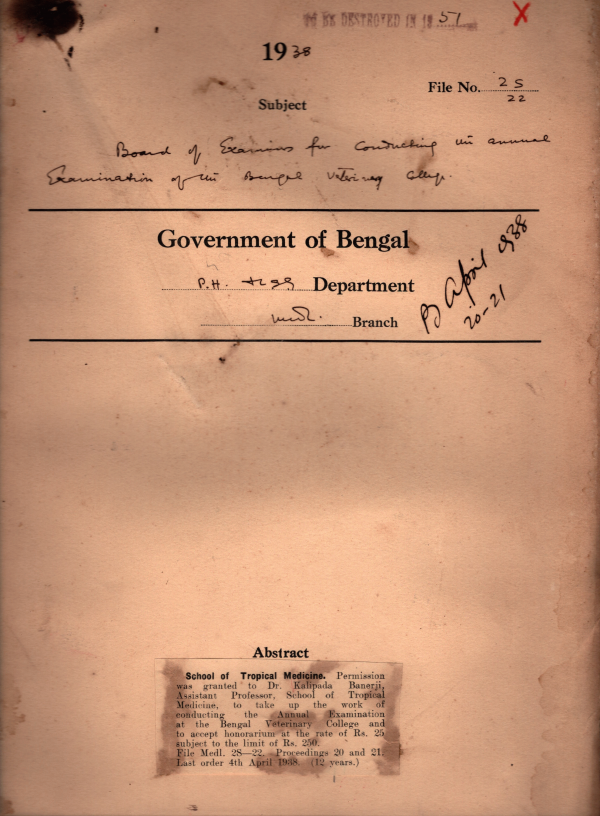 TO BE DESTROYED IN 19 51
X
1938
File No. 2S
22
Subject
Board of Examiners for conducting the annual
Examination of the Bengal Veterinary College.
Government of Bengal
P.H. & LSG Department
Medl. Branch
April 1938
20-21
Abstract
School of Tropical Medicine. Permission
was granted to Dr. Kalipada Banerji,
Assistant Professor, School of Tropical
Medicine, to take up the work of
conducting the Annual Examination
at the Bengal Veterinary College and
to accept honorarium at the rate of Rs. 25
subject to the limit of Rs. 250.
File Medl. 2S—22. Proceedings 20 and 21.
Last order 4th April 1938. (12 years.)